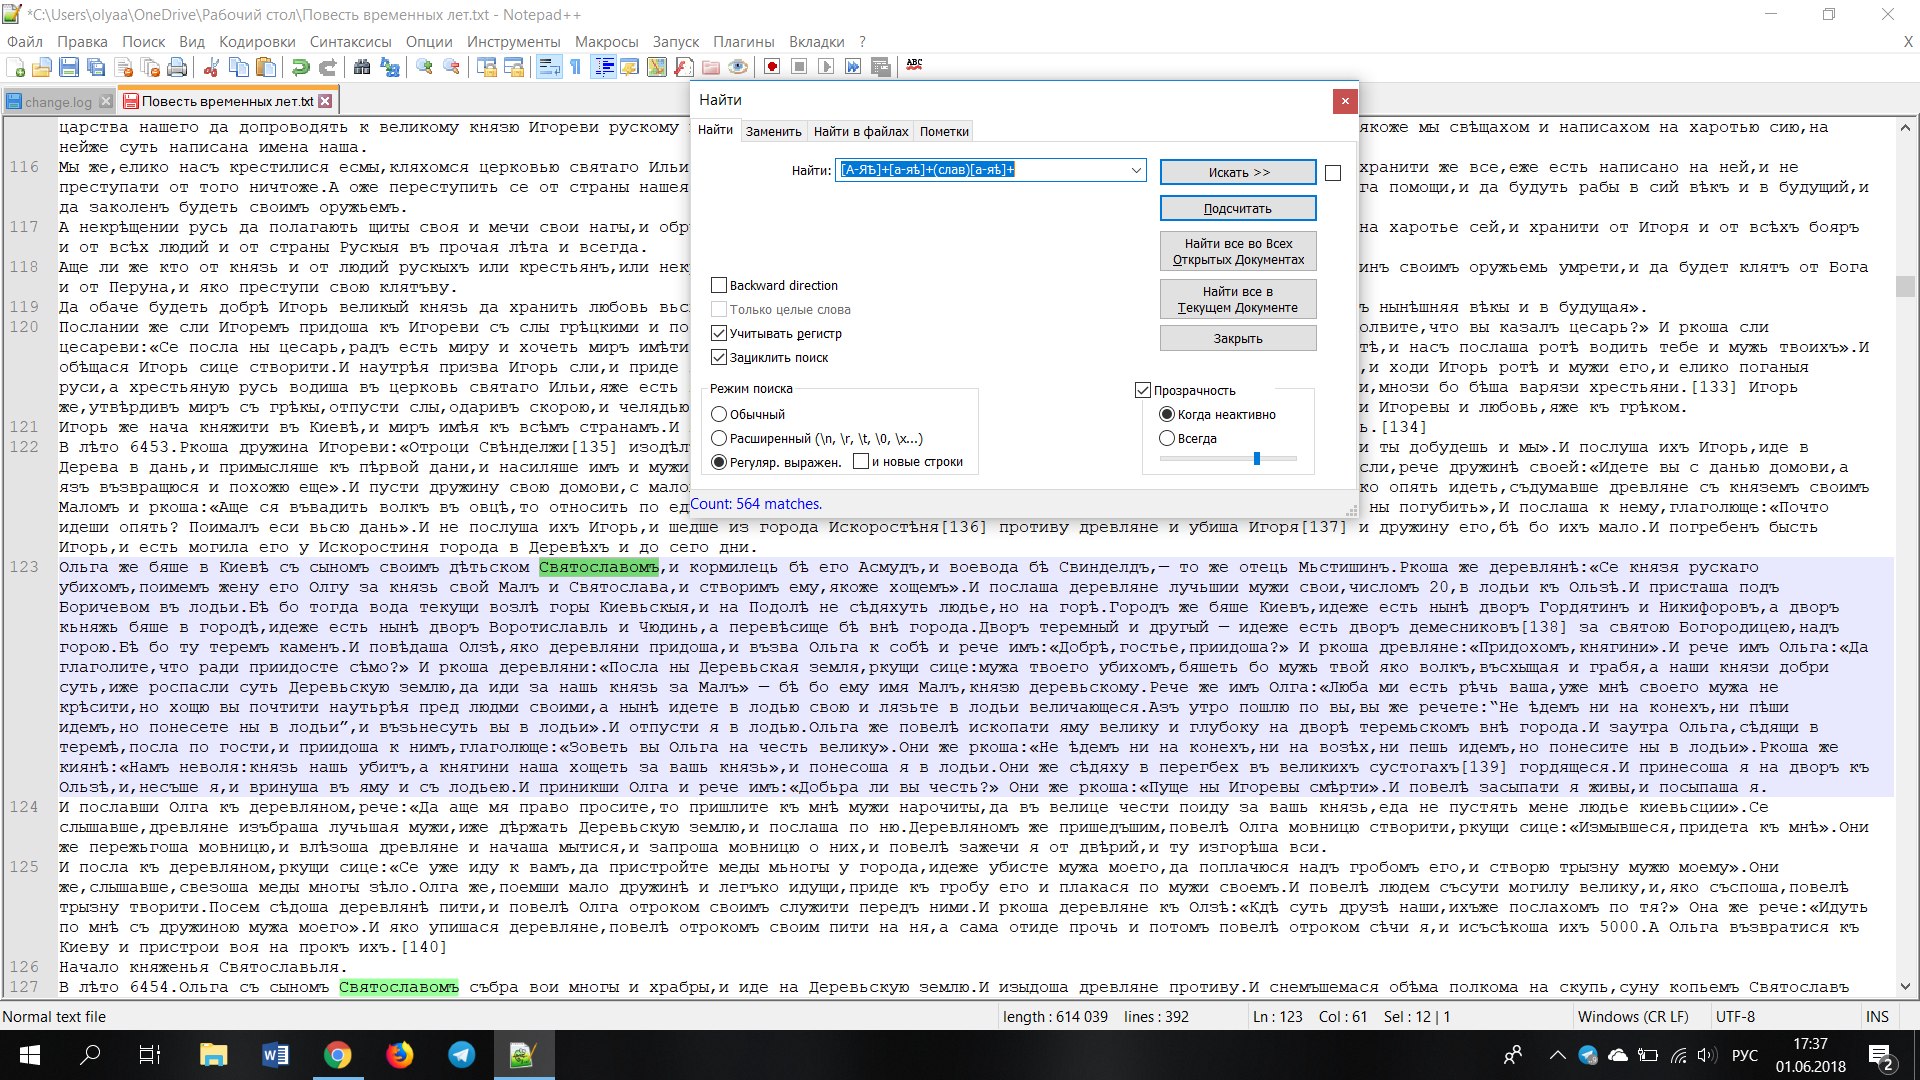 *C:\Users\olyaa\OneDrive\Рабочий стол\Повесть временных лет.txt - Notepad++
Файл Правка Поиск Вид Кодировки Синтаксисы Опции Инструменты Макросы Запуск Плагины Вкладки ? X
change.log Повесть временных лет.txt
царства нашего да допроводять к великому князю Игореви рускому якоже мы свѣщахом и написахом на харотью сию,на
нейже суть написана имена наша.
116 Мы же,елико насъ крестилися есмы,кляхомся церковью святаго Ильи хранити же все,еже есть написано на ней,и не
преступати от того ничтоже.А оже переступить се от страны нашея га помощи,и да будуть рабы в сий вѣкъ и в будущий,и
да заколенъ будеть своимъ оружьемъ.
117 А некрѣщении русь да полагають щиты своя и мечи свои нагы,и обр на харотье сей,и хранити от Игоря и от всѣхъ бояръ
и от всѣх людий и от страны Рускыя въ прочая лѣта и всегда.
118 Аще ли же кто от князь и от людий рускыхъ или крестьянъ,или нек инъ своимъ оружьемь умрети,и да будет клятъ от Бога
и от Перуна,и яко преступи свою клятъву.
119 Да обаче будеть добрѣ Игорь великый князь да хранить любовь вьс ъ нынѣшняя вѣкы и в будущая».
120 Послании же сли Игоремъ придоша къ Игореви съ слы грѣцкими и по олвите,что вы казалъ цесарь?» И ркоша сли
цесареви:«Се посла ны цесарь,радъ есть миру и хочеть миръ имѣти тѣ,и насъ послаша ротѣ водить тебе и мужь твоихъ».И
обѣщася Игорь сице створити.И наутрѣя призва Игорь сли,и приде ,и ходи Игорь ротѣ и мужи его,и елико поганыя
руси,а хрестьяную русь водиша въ церковь святаго Ильи,яже есть и,мнози бо бѣша варязи хрестьяни.[133] Игорь
же,утвѣрдивъ миръ съ грѣкы,отпусти слы,одаривъ скорою,и челядью и Игоревы и любовь,яже къ грѣком.
121 Игорь же нача княжити въ Киевѣ,и миръ имѣя къ всѣмъ странамъ.И ь.[134]
122 В лѣто 6453.Ркоша дружина Игореви:«Отроци Свѣнделжи[135] изодѣл и ты добудешь и мы».И послуша ихъ Игорь,иде в
Дерева в дань,и примысляше къ пѣрвой дани,и насиляше имъ и мужи сли,рече дружинѣ своей:«Идете вы с данью домови,а
язъ възвращюся и похожю еще».И пусти дружину свою домови,с мало ко опять идеть,съдумавше древляне съ княземъ своимъ
Маломъ и ркоша:«Аще ся въвадить волкъ въ овцѣ,то относить по ед ны погубить»,И послаша к нему,глаголюще:«Почто
идеши опять? Поималъ еси вьсю дань».И не послуша ихъ Игорь,и шедше из города Искоростѣня[136] противу древляне и убиша Игоря[137] и дружину его,бѣ бо ихъ мало.И погребенъ бысть
Игорь,и есть могила его у Искоростиня города в Деревѣхъ и до сего дни.
123 Ольга же бяше в Киевѣ съ сыномъ своимъ дѣтьском Святославомъ,и кормилець бѣ его Асмудъ,и воевода бѣ Свинделдъ,— то же отець Мьстишинъ.Ркоша же деревлянѣ:«Се князя рускаго
убихомъ,поимемъ жену его Олгу за князь свой Малъ и Святослава,и створимъ ему,якоже хощемъ».И послаша деревляне лучьшии мужи свои,числомъ 20,в лодьи къ Ользѣ.И присташа подъ
Боричевом въ лодьи.Бѣ бо тогда вода текущи возлѣ горы Киевьскыя,и на Подолѣ не сѣдяхуть людье,но на горѣ.Городъ же бяше Киевъ,идеже есть нынѣ дворъ Гордятинъ и Никифоровъ,а дворъ
кьняжь бяше в городѣ,идеже есть нынѣ дворъ Воротиславль и Чюдинь,а перевѣсище бѣ внѣ города.Дворъ теремный и другый — идеже есть дворъ демесниковъ[138] за святою Богородицею,надъ
горою.Бѣ бо ту теремъ каменъ.И повѣдаша Олзѣ,яко деревляни придоша,и възва Ольга к собѣ и рече имъ:«Добрѣ,гостье,приидоша?» И ркоша древляне:«Придохомъ,княгини».И рече имъ Ольга:«Да
глаголите,что ради приидосте сѣмо?» И ркоша деревляни:«Посла ны Деревьская земля,ркущи сице:мужа твоего убихомъ,бяшеть бо мужь твой яко волкъ,въсхыщая и грабя,а наши князи добри
суть,иже роспасли суть Деревьскую землю,да иди за нашь князь за Малъ» — бѣ бо ему имя Малъ,князю деревьскому.Рече же имъ Олга:«Люба ми есть рѣчь ваша,уже мнѣ своего мужа не
крѣсити,но хощю вы почтити наутьрѣя пред людми своими,а нынѣ идете в лодью свою и лязьте в лодьи величающеся.Азъ утро пошлю по вы,вы же речете:“Не ѣдемъ ни на конехъ,ни пѣши
идемъ,но понесете ны в лодьи”,и възьнесуть вы в лодьи».И отпусти я в лодью.Ольга же повелѣ ископати яму велику и глубоку на дворѣ теремьскомъ внѣ города.И заутра Ольга,сѣдящи в
теремѣ,посла по гости,и приидоша к нимъ,глаголюще:«Зоветь вы Ольга на честь велику».Они же ркоша:«Не ѣдемъ ни на конехъ,ни на возѣх,ни пешь идемъ,но понесите ны в лодьи».Ркоша же
киянѣ:«Намъ неволя:князь нашь убитъ,а княгини наша хощеть за вашь князь»,и понесоша я в лодьи.Они же сѣдяху в перегбех въ великихъ сустогахъ[139] гордящеся.И принесоша я на дворъ къ
Ользѣ,и,несъше я,и вринуша въ яму и съ лодьею.И приникши Олга и рече имъ:«Добьра ли вы честь?» Они же ркоша:«Пуще ны Игоревы смѣрти».И повелѣ засыпати я живы,и посыпаша я.
124 И пославши Олга къ деревляном,рече:«Да аще мя право просите,то пришлите къ мнѣ мужи нарочиты,да въ велице чести поиду за вашь князь,еда не пустять мене людье киевьсции».Се
слышавше,древляне изъбраша лучьшая мужи,иже дѣржать Деревьскую землю,и послаша по ню.Деревляномъ же пришедъшим,повелѣ Олга мовницю створити,ркущи сице:«Измывшеся,придета къ мнѣ».Они
же пережьгоша мовницю,и влѣзоша древляне и начаша мытися,и запроша мовницю о них,и повелѣ зажечи я от двѣрий,и ту изгорѣша вси.
125 И посла къ деревляном,ркущи сице:«Се уже иду к вамъ,да пристройте меды мьногы у города,идеже убисте мужа моего,да поплачюся надъ гробомъ его,и створю трызну мужю моему».Они
же,слышавше,свезоша меды многы зѣло.Олга же,поемши мало дружинѣ и легъко идущи,приде къ гробу его и плакася по мужи своемъ.И повелѣ людем съсути могилу велику,и,яко съспоша,повелѣ
трызну творити.Посем сѣдоша деревлянѣ пити,и повелѣ Олга отроком своимъ служити передъ ними.И ркоша деревляне къ Олзѣ:«Кдѣ суть друзѣ наши,ихъже послахомъ по тя?» Она же рече:«Идуть
по мнѣ съ дружиною мужа моего».И яко упишася деревляне,повелѣ отрокомъ своим пити на ня,а сама отиде прочь и потомъ повелѣ отроком сѣчи я,и исъсѣкоша ихъ 5000.А Ольга възвратися къ
Киеву и пристрои воя на прокъ ихъ.[140]
126 Начало княженья Святославьля.
127 В лѣто 6454.Ольга съ сыномъ Святославомъ събра вои многы и храбры,и иде на Деревьскую землю.И изыдоша древляне противу.И снемъшемася обѣма полкома на скупь,суну копьемъ Святославъ
Найти
Найти Заменить Найти в файлах Пометки
Найти: [А-ЯѢ]+[а-яѣ]+(слав)[а-яѣ]+ Искать >>
Подсчитать
Найти все во Всех
Открытых Документах
Backward direction
Найти все в
Текущем Документе
Только целые слова
Учитывать регистр
Закрыть
Зациклить поиск
Режим поиска
Обычный
Расширенный (\n, \r, \t, \0, \x...)
Регуляр. выражен. и новые строки
Прозрачность
Когда неактивно
Всегда
Count: 564 matches.
Normal text file length : 614 039 lines : 392 Ln : 123 Col : 61 Sel : 12 | 1 Windows (CR LF) UTF-8 INS
РУС 17:37
01.06.2018 2